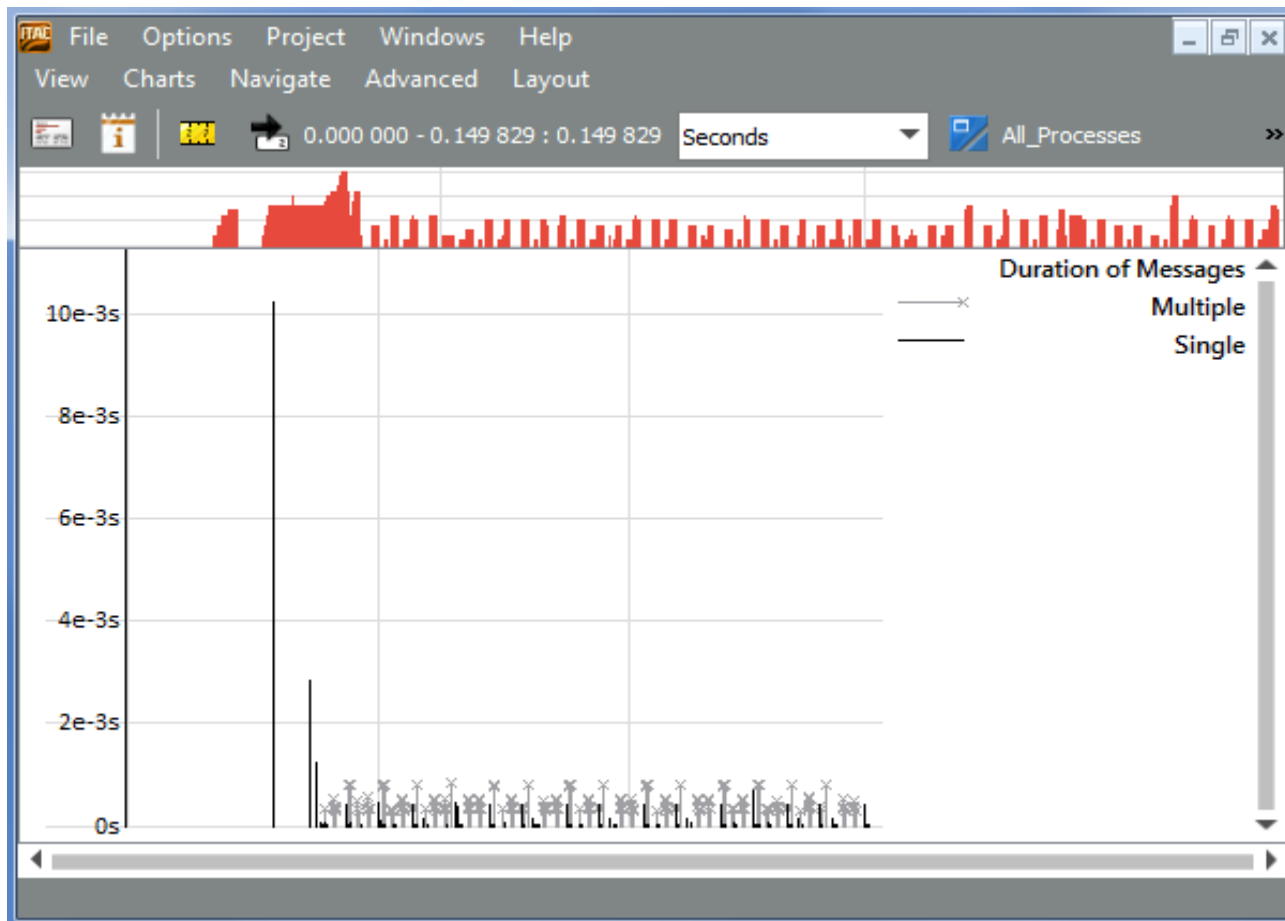 ITAC File Options Project Windows Help
View Charts Navigate Advanced Layout
0.000 000 - 0.149 829 : 0.149 829 Seconds All_Processes »
Duration of Messages
Multiple
Single
10e-3s
8e-3s
6e-3s
4e-3s
2e-3s
0s